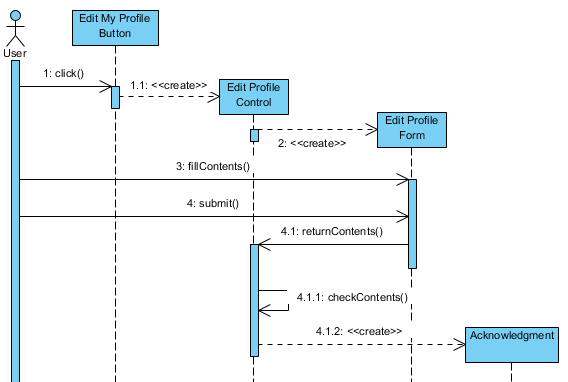 Edit My Profile
Button
User
1: click()
1.1: <<create>>
Edit Profile
Control
Edit Profile
Form
2: <<create>>
3: fillContents()
4: submit()
4.1: returnContents()
4.1.1: checkContents()
4.1.2: <<create>>
Acknowledgment